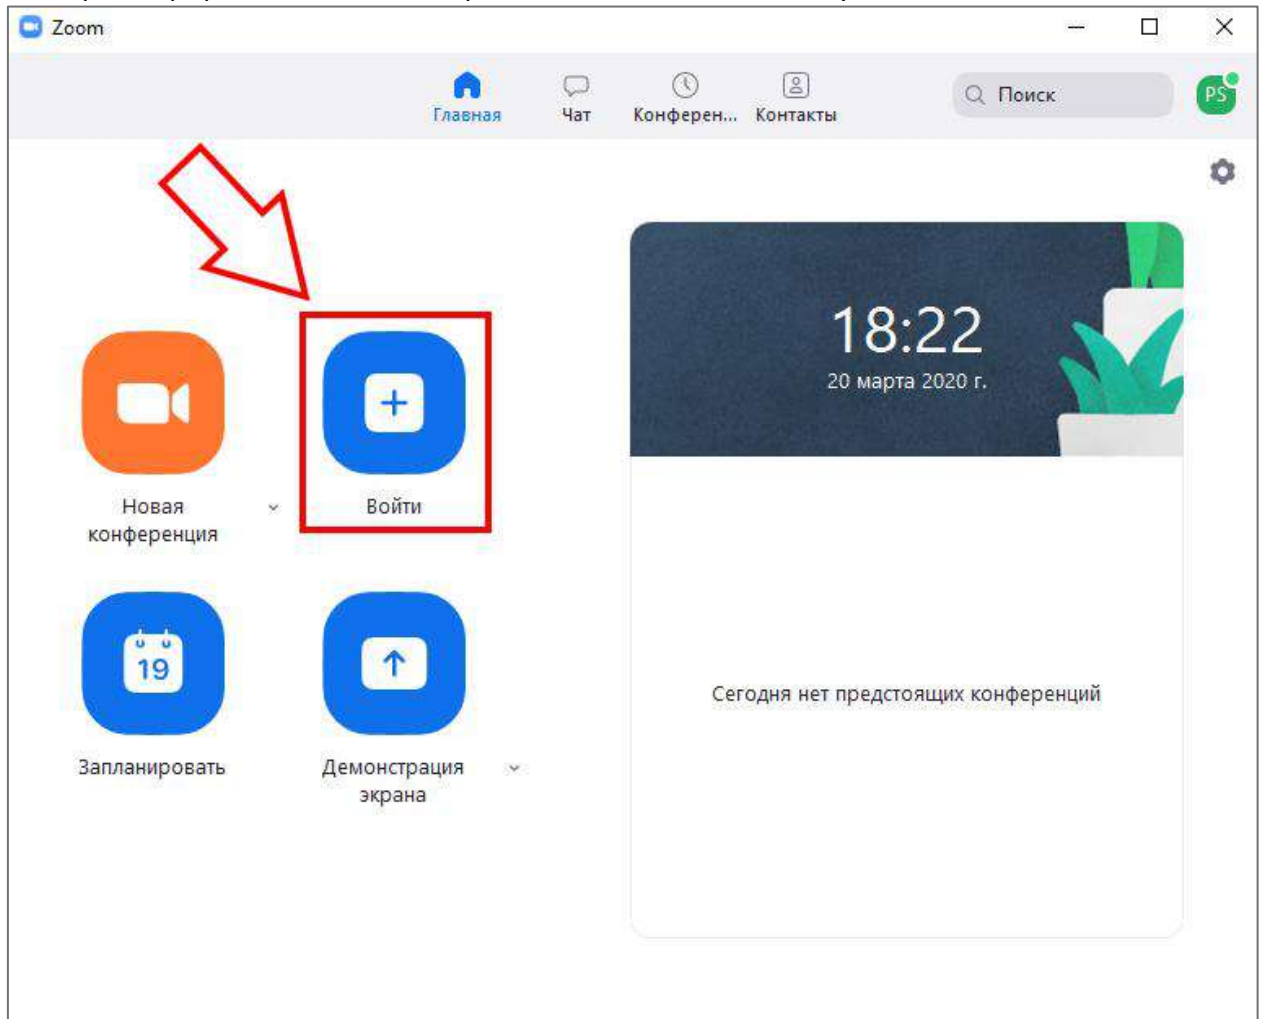 Zoom
Главная
Чат
Конферен...
Контакты
Поиск
PS
18:22
20 марта 2020 г.
Новая
конференция
Войти
19
Запланировать
Демонстрация
экрана
Сегодня нет предстоящих конференций